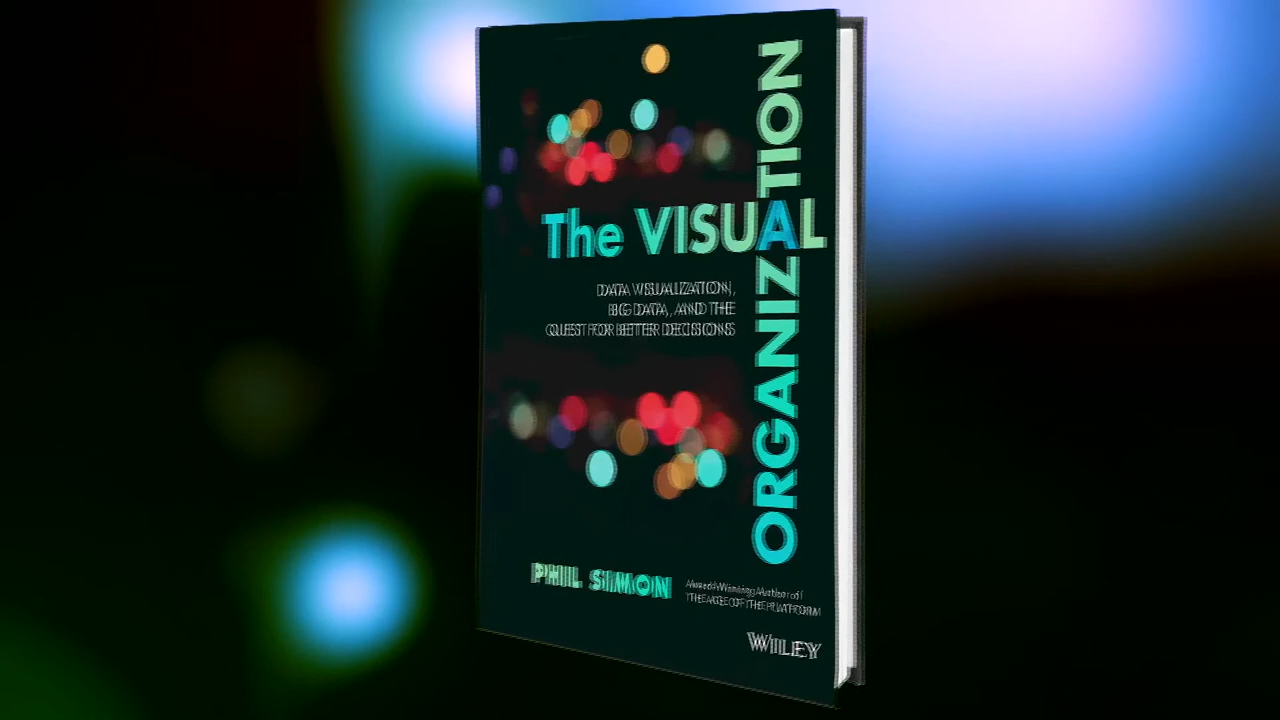 The VISUAL
ORGANIZATION
DATA VISUALIZATION,
BIG DATA, AND THE
QUEST FOR BETTER DECISIONS
PHIL SIMON
Award-Winning Author of
THE AGE OF THE PLATFORM
WILEY